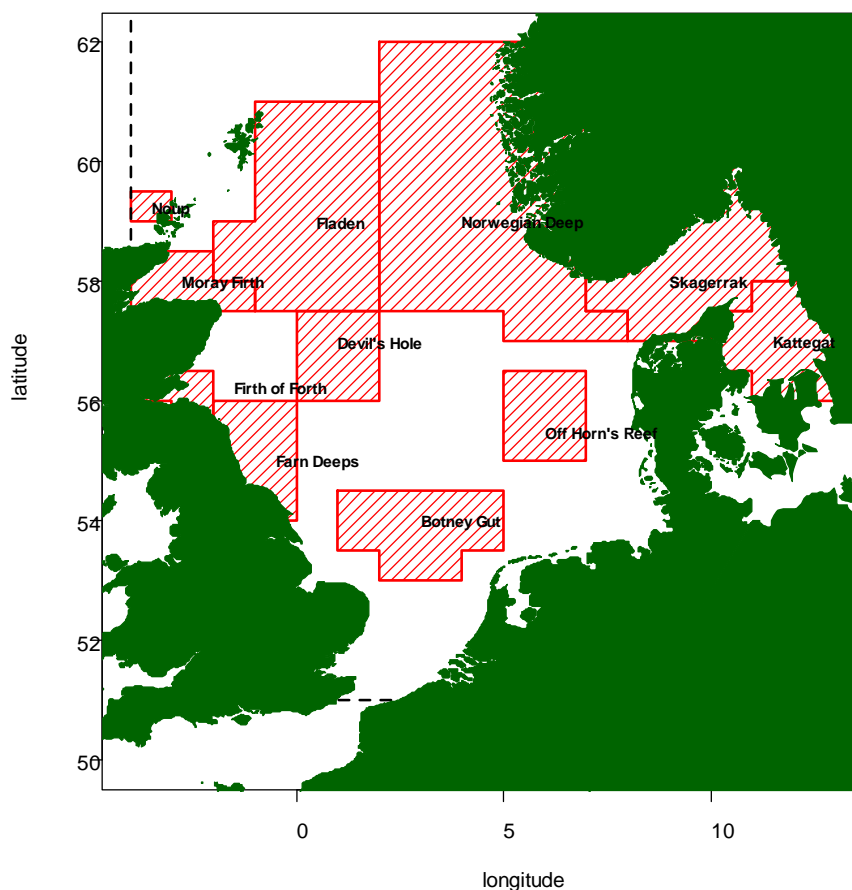 62
60
Noup
Fladen
Norwegian Deep
58
Moray Firth
Skagerrak
Devil's Hole
Kattegat
latitude
Firth of Forth
56
Off Horn's Reef
Farn Deeps
54
Botney Gut
52
50
0
5
10
longitude